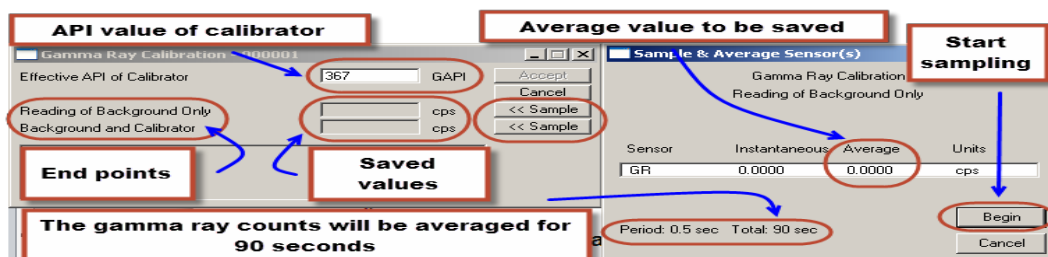 API value of calibrator
Average value to be saved
Start
sampling
Gamma Ray Calibration 000001
Effective API of Calibrator 367 GAPI Accept
Cancel
Reading of Background Only cps << Sample
Background and Calibrator cps << Sample
End points
Saved
values
The gamma ray counts will be averaged for
90 seconds
Sample & Average Sensor(s)
Gamma Ray Calibration
Reading of Background Only
Sensor Instantaneous Average Units
GR 0.0000 0.0000 cps
Period: 0.5 sec Total: 90 sec
Begin
Cancel